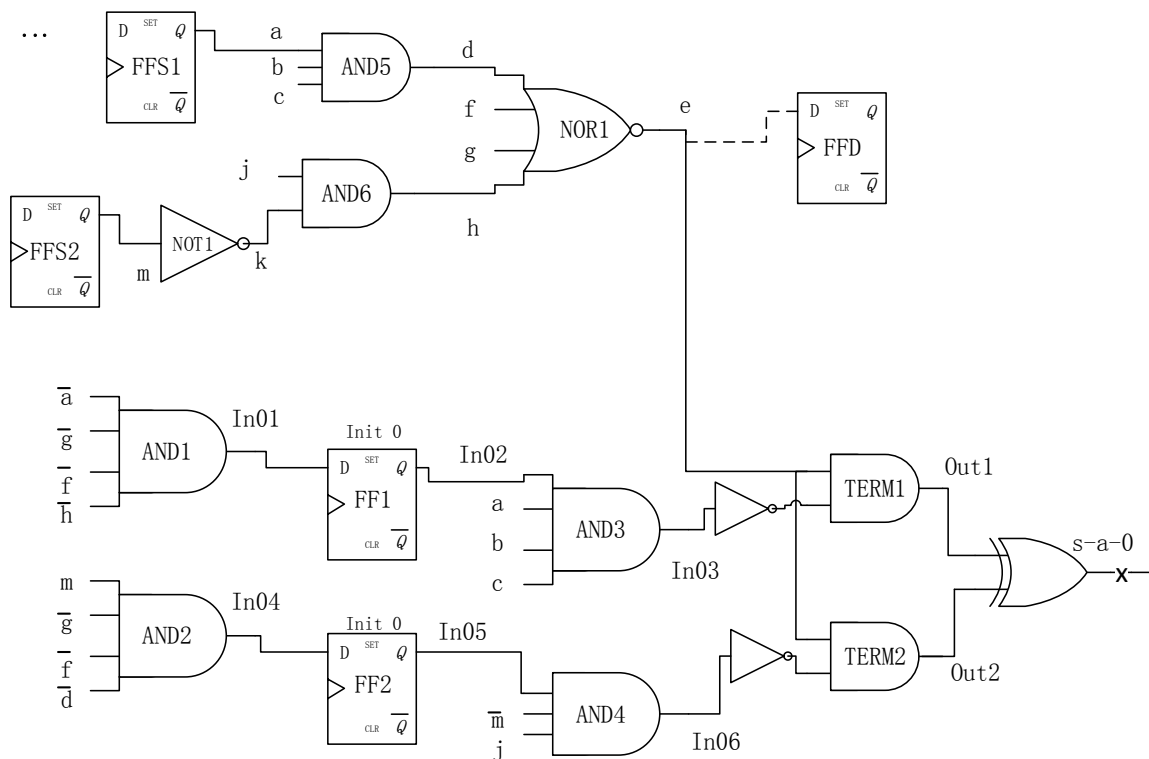 ...
D SET Q
FFS1
CLR Q̅
a
b
c
AND5
d
f
g
NOR1
e
D SET Q
FFD
CLR Q̅
j
AND6
h
D SET Q
FFS2
CLR Q̅
m
NOT1
k
a̅
g̅
f̅
h̅
AND1
In01
Init 0
D SET Q
FF1
CLR Q̅
In02
a
b
c
AND3
In03
TERM1
Out1
s-a-0
x
m
g̅
f̅
d̅
AND2
In04
Init 0
D SET Q
FF2
CLR Q̅
In05
m̅
j
AND4
In06
TERM2
Out2